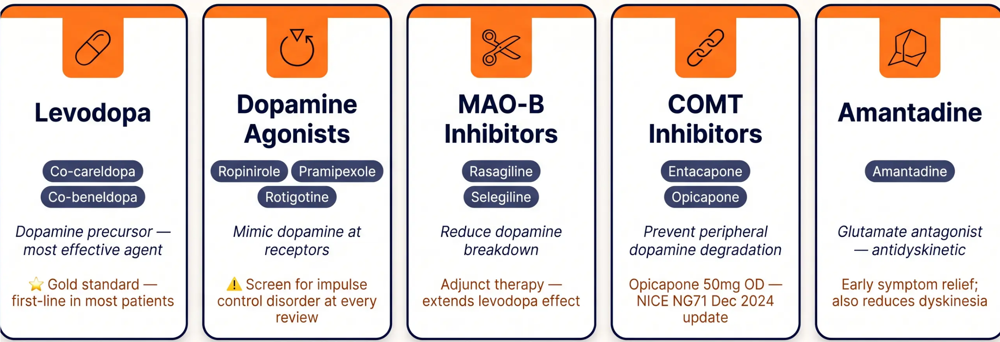 Levodopa
Co-careldopa
Co-beneldopa
Dopamine precursor —
most effective agent
⭐ Gold standard —
first-line in most patients
Dopamine
Agonists
Ropinirole Pramipexole
Rotigotine
Mimic dopamine at
receptors
⚠️ Screen for impulse
control disorder at every
review
MAO-B
Inhibitors
Rasagiline
Selegiline
Reduce dopamine
breakdown
Adjunct therapy —
extends levodopa effect
COMT
Inhibitors
Entacapone
Opicapone
Prevent peripheral
dopamine degradation
Opicapone 50mg OD —
NICE NG71 Dec 2024
update
Amantadine
Amantadine
Glutamate antagonist
— antidyskinetic
Early symptom relief;
also reduces dyskinesia